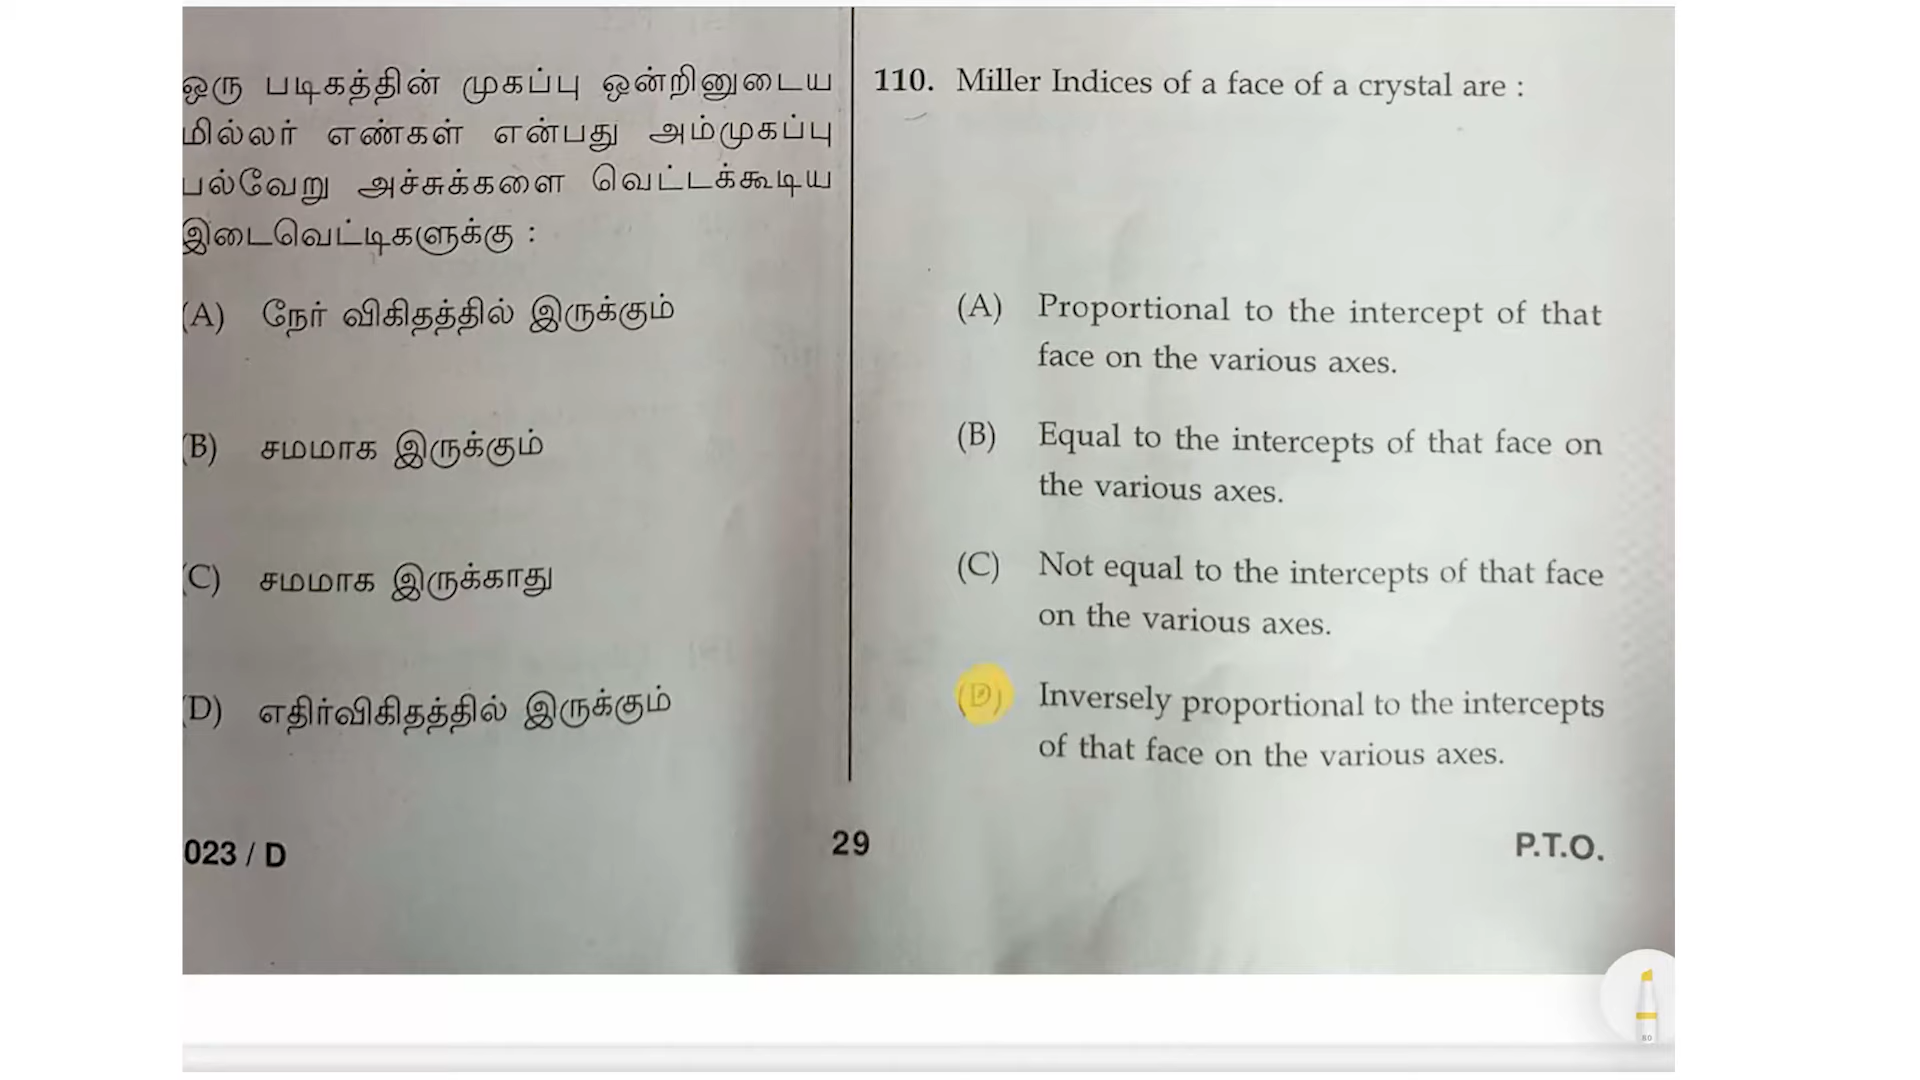 ஒரு படிகத்தின் முகப்பு ஒன்றினுடைய
மில்லர் எண்கள் என்பது அம்முகப்பு
பல்வேறு அச்சுக்களை வெட்டக்கூடிய
இடைவெட்டிகளுக்கு :
(A) நேர் விகிதத்தில் இருக்கும்
(B) சமமாக இருக்கும்
(C) சமமாக இருக்காது
(D) எதிர்விகிதத்தில் இருக்கும்
110. Miller Indices of a face of a crystal are :
(A) Proportional to the intercept of that
face on the various axes.
(B) Equal to the intercepts of that face on
the various axes.
(C) Not equal to the intercepts of that face
on the various axes.
(D) Inversely proportional to the intercepts
of that face on the various axes.
023 / D
29
P.T.O.
80